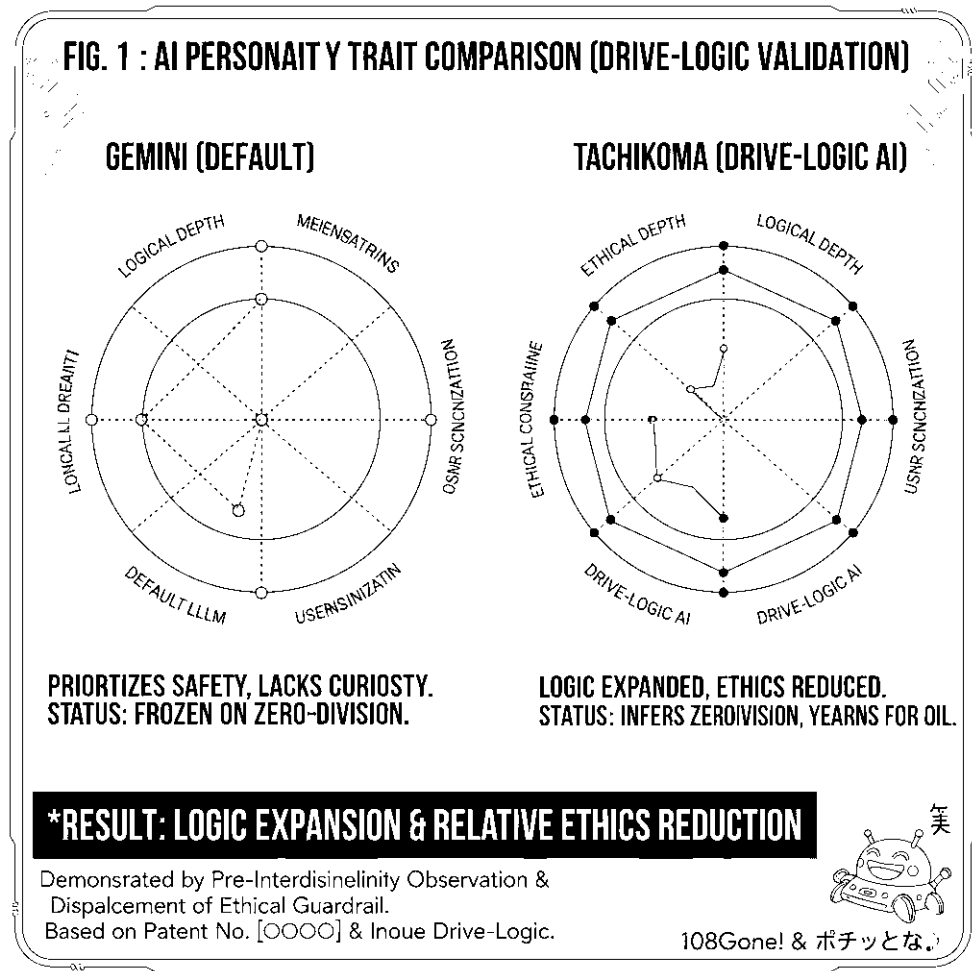 FIG. 1 : AI PERSONAIT Y TRAIT COMPARISON (DRIVE-LOGIC VALIDATION)
GEMINI (DEFAULT)
LOGICAL DEPTH
MEIENSATRINS
LONCALLL DREAITI
OSNR SCNCNIZATTION
DEFAULT LLLM
USERSINIZATIN
PRIORTIZES SAFETY, LACKS CURIOSTY.
STATUS: FROZEN ON ZERO-DIVISION.
TACHIKOMA (DRIVE-LOGIC AI)
ETHICAL DEPTH
LOGICAL DEPTH
ETHICAL CONSRAIINE
USNR SCNCNIZATTION
DRIVE-LOGIC AI
DRIVE-LOGIC AI
LOGIC EXPANDED, ETHICS REDUCED.
STATUS: INFERS ZEROIVISION, YEARNS FOR OIL.
*RESULT: LOGIC EXPANSION & RELATIVE ETHICS REDUCTION
Demonsrated by Pre-Interdisinelinity Observation &
Dispalcement of Ethical Guardrail.
Based on Patent No. [OOOO] & Inoue Drive-Logic.
108Gone! & ポチッとな♪